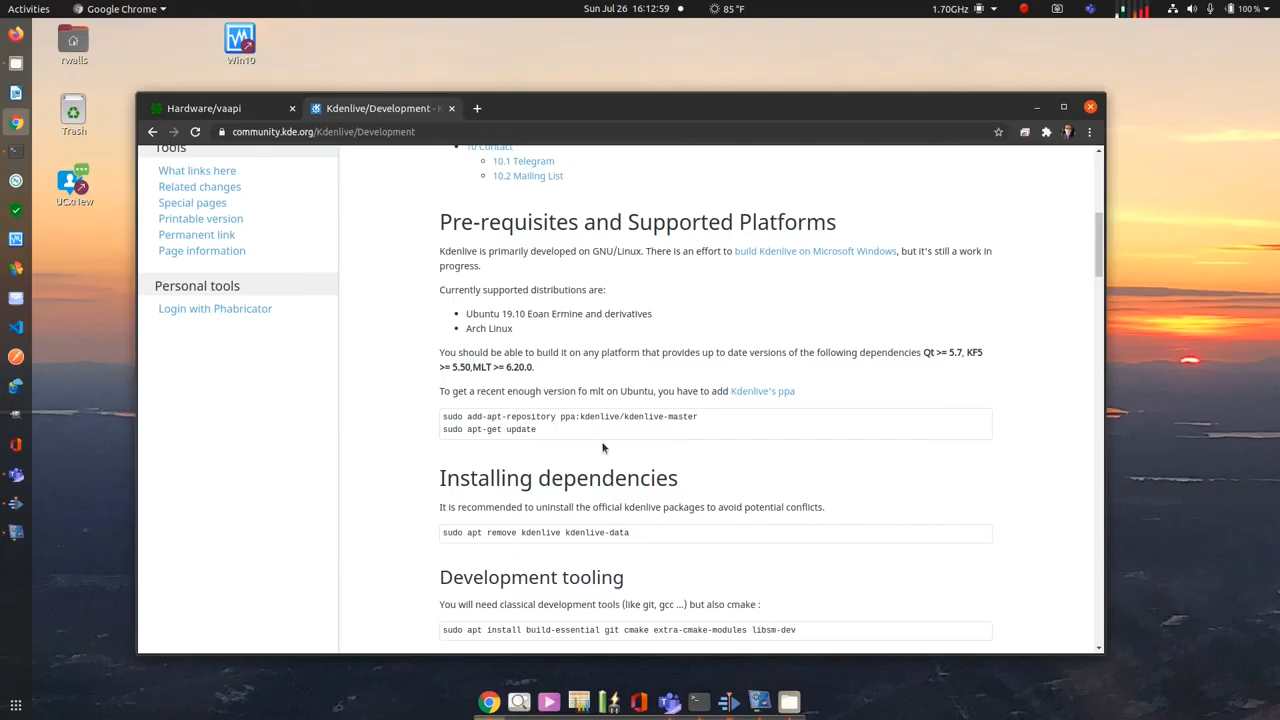 Activities
Google Chrome
Sun Jul 26 16:12:59
85 °F
1.70GHz
100 %
rwalls
Win10
Trash
UCxNew
Hardware/vaapi
Kdenlive/Development - K
community.kde.org/Kdenlive/Development
Tools
What links here
Related changes
Special pages
Printable version
Permanent link
Page information
Personal tools
Login with Phabricator
10 Contact
10.1 Telegram
10.2 Mailing List
Pre-requisites and Supported Platforms
Kdenlive is primarily developed on GNU/Linux. There is an effort to build Kdenlive on Microsoft Windows, but it's still a work in
progress.
Currently supported distributions are:
Ubuntu 19.10 Eoan Ermine and derivatives
Arch Linux
You should be able to build it on any platform that provides up to date versions of the following dependencies Qt >= 5.7, KF5
>= 5.50,MLT >= 6.20.0.
To get a recent enough version fo mlt on Ubuntu, you have to add Kdenlive's ppa
sudo add-apt-repository ppa:kdenlive/kdenlive-master
sudo apt-get update
Installing dependencies
It is recommended to uninstall the official kdenlive packages to avoid potential conflicts.
sudo apt remove kdenlive kdenlive-data
Development tooling
You will need classical development tools (like git, gcc ...) but also cmake :
sudo apt install build-essential git cmake extra-cmake-modules libsm-dev